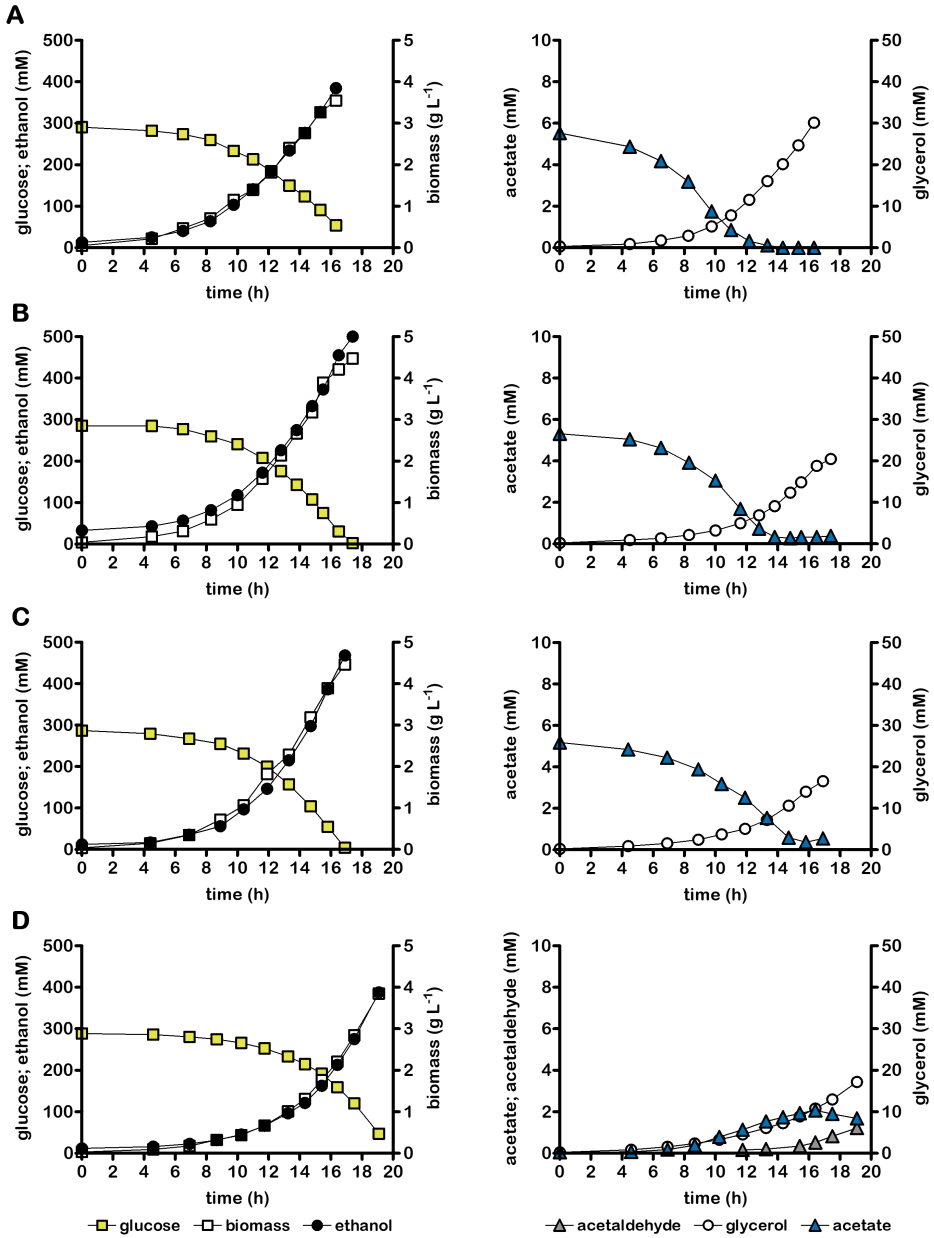 A
500 5 10 50
400 4 8 40
300 3 6 30
200 2 4 20
100 1 2 10
0 0 0 0
glucose; ethanol (mM) biomass (g L⁻¹) acetate (mM) glycerol (mM)
0 2 4 6 8 10 12 14 16 18 20 0 2 4 6 8 10 12 14 16 18 20
time (h) time (h)
B
500 5 10 50
400 4 8 40
300 3 6 30
200 2 4 20
100 1 2 10
0 0 0 0
glucose; ethanol (mM) biomass (g L⁻¹) acetate (mM) glycerol (mM)
0 2 4 6 8 10 12 14 16 18 20 0 2 4 6 8 10 12 14 16 18 20
time (h) time (h)
C
500 5 10 50
400 4 8 40
300 3 6 30
200 2 4 20
100 1 2 10
0 0 0 0
glucose; ethanol (mM) biomass (g L⁻¹) acetate (mM) glycerol (mM)
0 2 4 6 8 10 12 14 16 18 20 0 2 4 6 8 10 12 14 16 18 20
time (h) time (h)
D
500 5 10 50
400 4 8 40
300 3 6 30
200 2 4 20
100 1 2 10
0 0 0 0
glucose; ethanol (mM) biomass (g L⁻¹) acetate; acetaldehyde (mM) glycerol (mM)
0 2 4 6 8 10 12 14 16 18 20 0 2 4 6 8 10 12 14 16 18 20
time (h) time (h)
glucose biomass ethanol acetaldehyde glycerol acetate